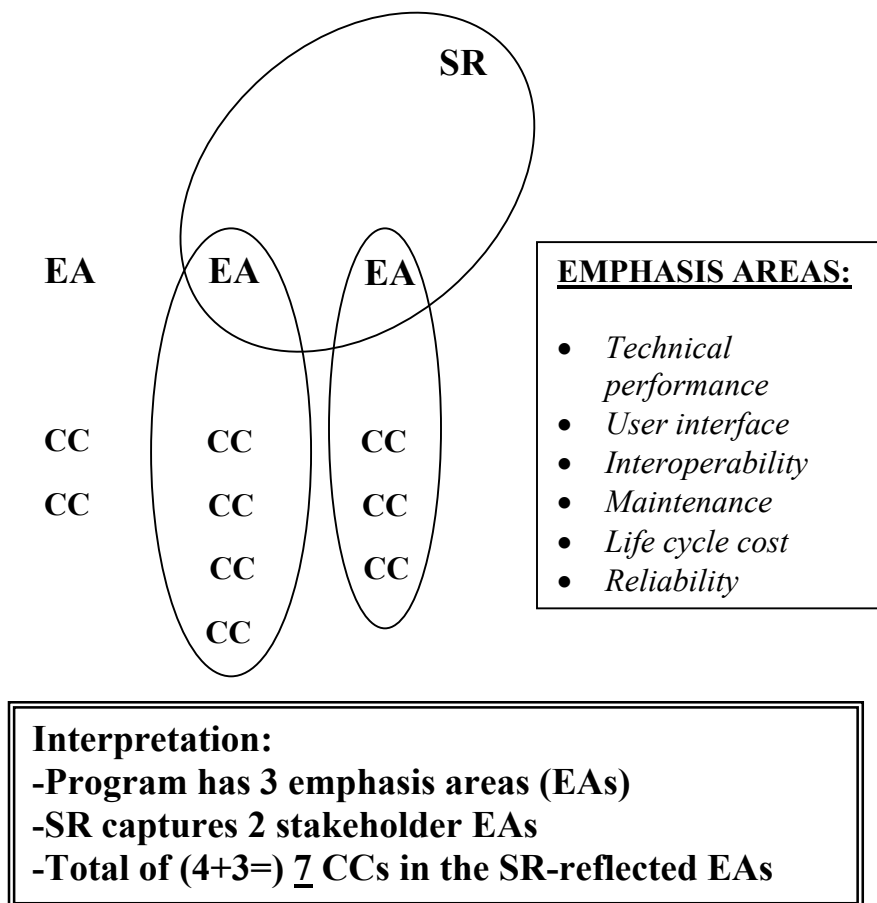 SR
EA EA EA
CC CC CC
CC CC CC
CC CC
CC
EMPHASIS AREAS:
• Technical
performance
• User interface
• Interoperability
• Maintenance
• Life cycle cost
• Reliability
Interpretation:
-Program has 3 emphasis areas (EAs)
-SR captures 2 stakeholder EAs
-Total of (4+3=) 7 CCs in the SR-reflected EAs